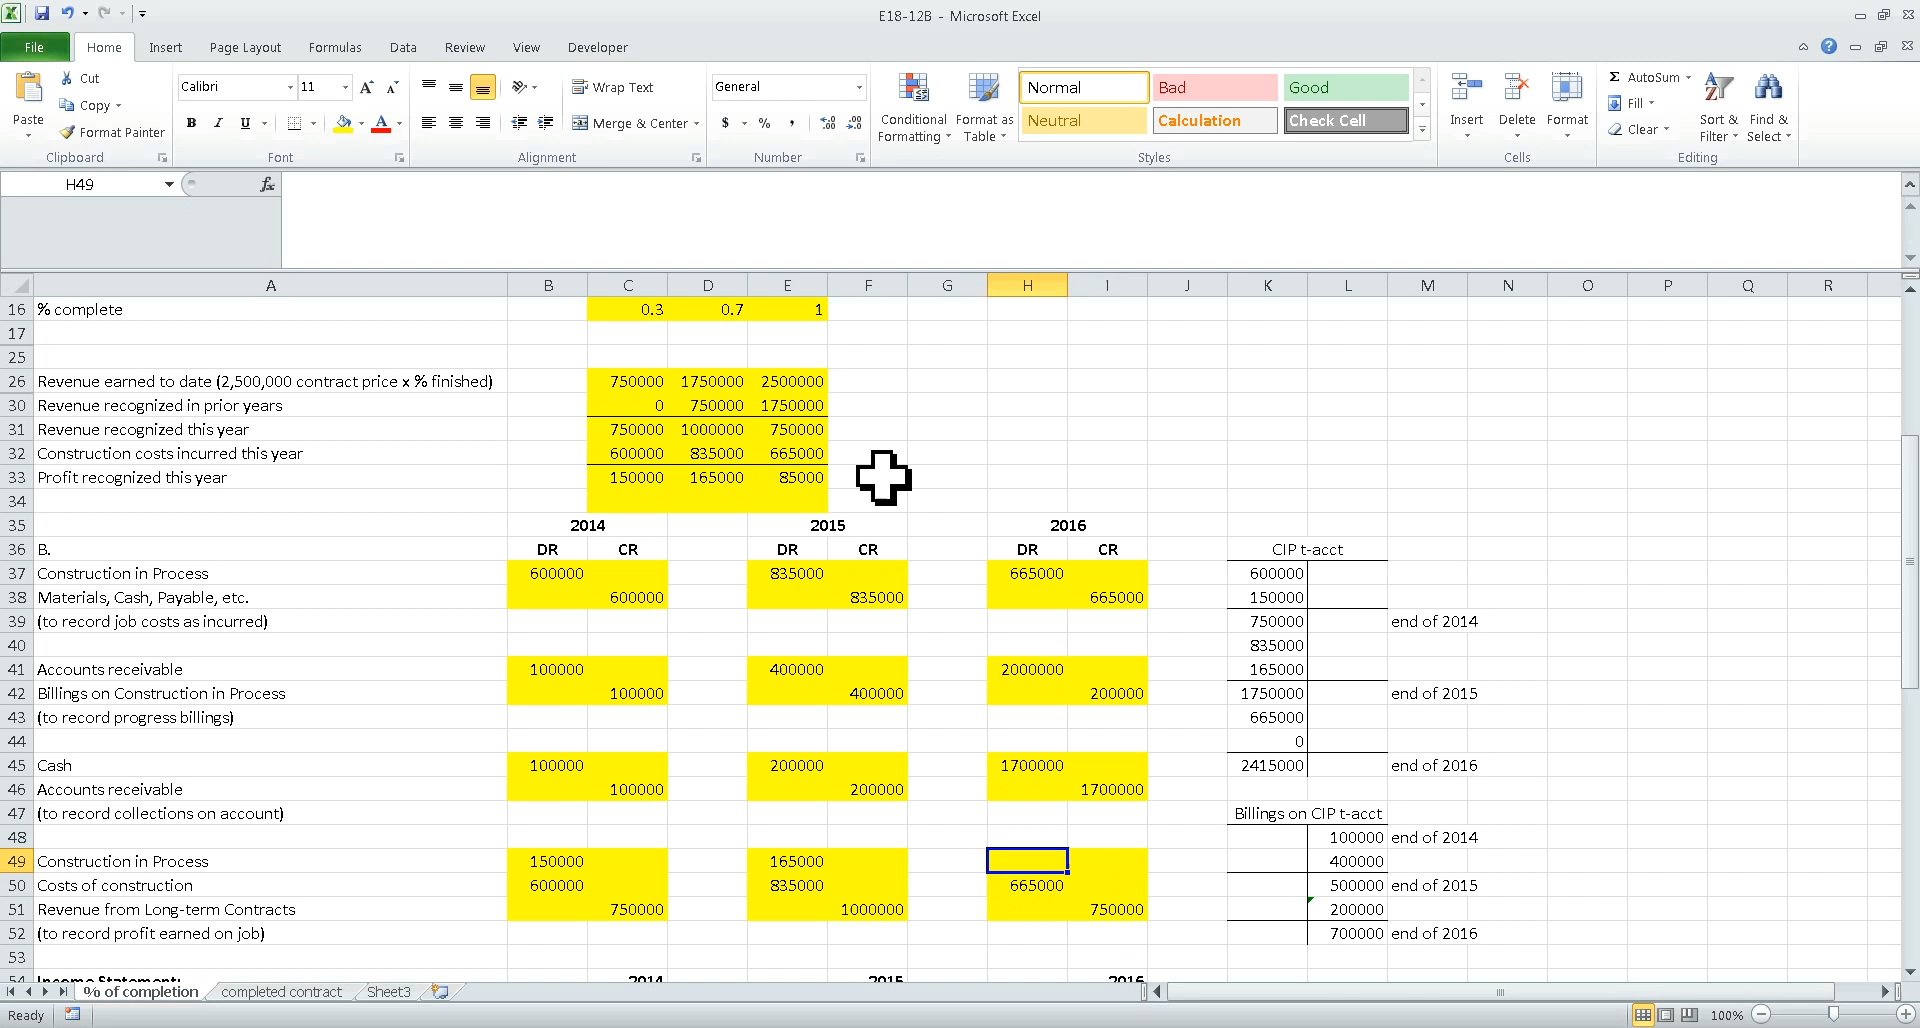 E18-12B - Microsoft Excel
File Home Insert Page Layout Formulas Data Review View Developer
Paste Cut Copy Format Painter Clipboard
Calibri 11 A A B I U A Font
Wrap Text Merge & Center Alignment
General $ % , .0 .00 .00 .0 Number
Conditional Formatting Format as Table Normal Bad Good Neutral Calculation Check Cell Styles
Insert Delete Format Cells
Σ AutoSum Fill Clear Sort & Filter Find & Select Editing
H49 fx
A B C D E F G H I J K L M N O P Q R
16 % complete 0.3 0.7 1
17
25
26 Revenue earned to date (2,500,000 contract price x % finished) 750000 1750000 2500000
30 Revenue recognized in prior years 0 750000 1750000
31 Revenue recognized this year 750000 1000000 750000
32 Construction costs incurred this year 600000 835000 665000
33 Profit recognized this year 150000 165000 85000
34
35 2014 2015 2016
36 B. DR CR DR CR DR CR CIP t-acct
37 Construction in Process 600000 835000 665000 600000
38 Materials, Cash, Payable, etc. 600000 835000 665000 150000
39 (to record job costs as incurred) 750000 end of 2014
40 835000
41 Accounts receivable 100000 400000 2000000 165000
42 Billings on Construction in Process 100000 400000 200000 1750000 end of 2015
43 (to record progress billings) 665000
44 0
45 Cash 100000 200000 1700000 2415000 end of 2016
46 Accounts receivable 100000 200000 1700000
47 (to record collections on account) Billings on CIP t-acct
48 100000 end of 2014
49 Construction in Process 150000 165000 400000
50 Costs of construction 600000 835000 665000 500000 end of 2015
51 Revenue from Long-term Contracts 750000 1000000 750000 200000
52 (to record profit earned on job) 700000 end of 2016
53
54 Income Statement: 2014 2015 2016
% of completion completed contract Sheet3
Ready 100%